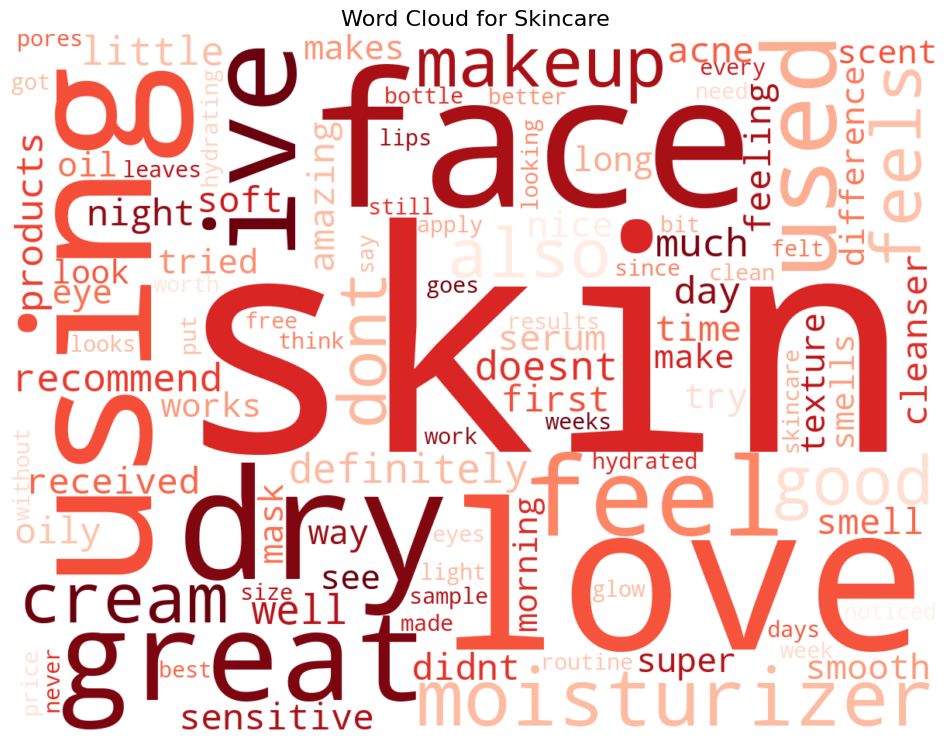 Word Cloud for Skincare
pores
little
makes
makeup
acne
scent
every
got
hydrating
ive
bottle
better
need
used
feels
using
face
lips
looking
long
feeling
difference
products
oil
leaves
amazing
night
soft
still
apply
also
nice
bit
much
felt
look
tried
say
since
clean
eye
worth
dont
goes
skin
day
cleanser
looks
put
free
think
results
serum
time
texture
smells
recommend
doesnt
make
works
first
try
skincare
work
weeks
without
received
definitely
hydrated
feel
good
oily
dry
mask
way
morning
eyes
love
smell
cream
size
well
see
light
sample
glow
noticed
made
great
days
week
price
never
best
didnt
routine
super
smooth
sensitive
moisturizer